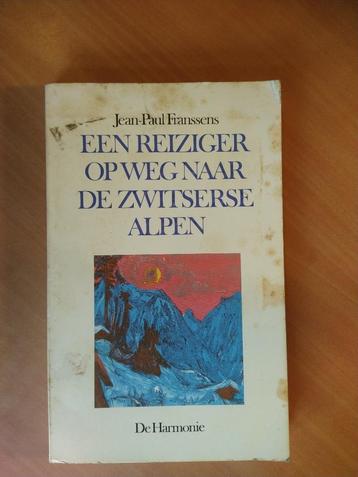 Jean-Paul Franssens
EEN REIZIGER
OP WEG NAAR
DE ZWITSERSE
ALPEN
De Harmonie